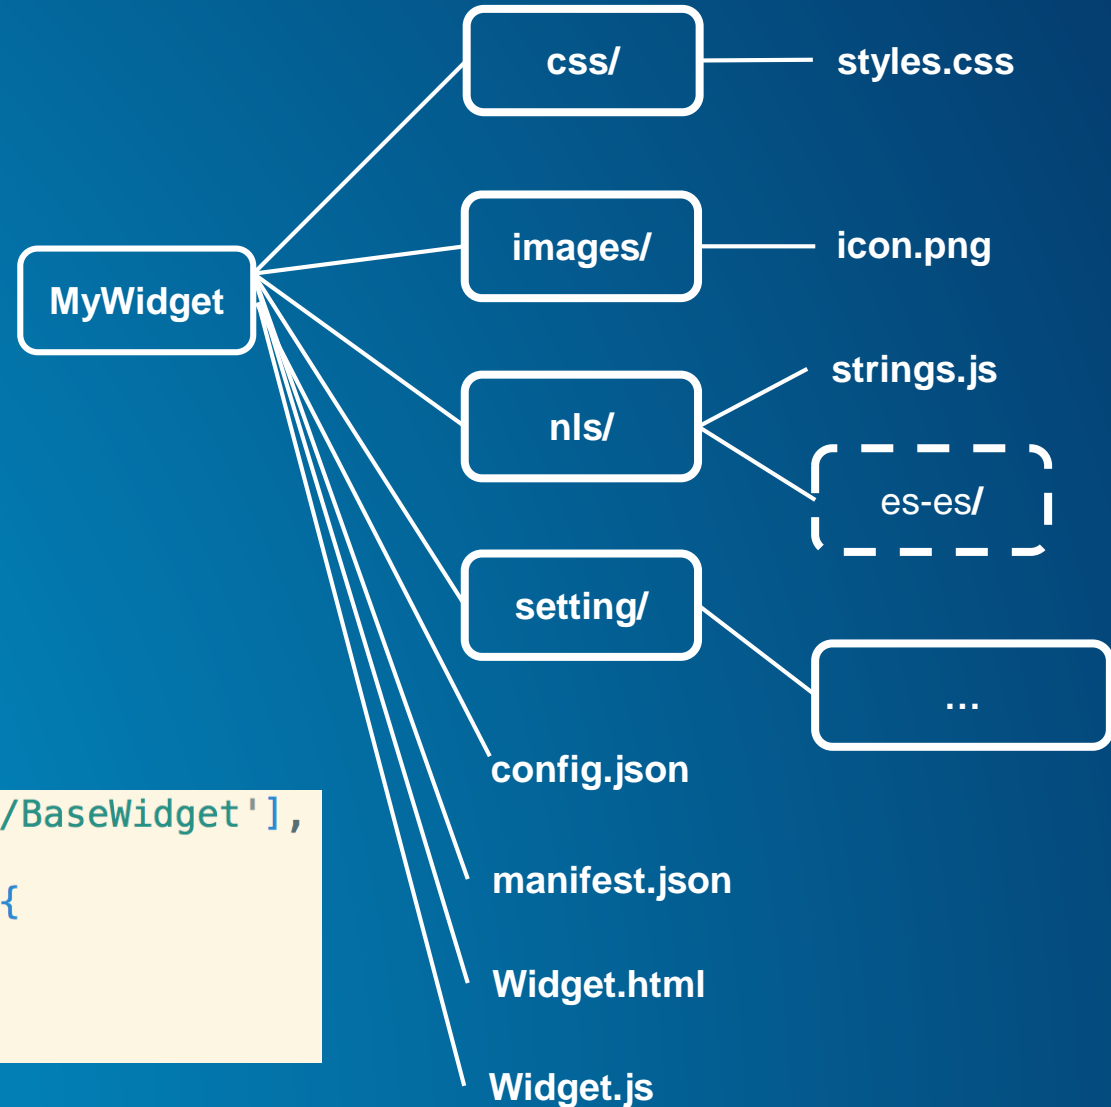 css/
styles.css
images/
icon.png
MyWidget
strings.js
nls/
es-es/
setting/
...
config.json
/BaseWidget'],
{
manifest.json
Widget.html
Widget.js